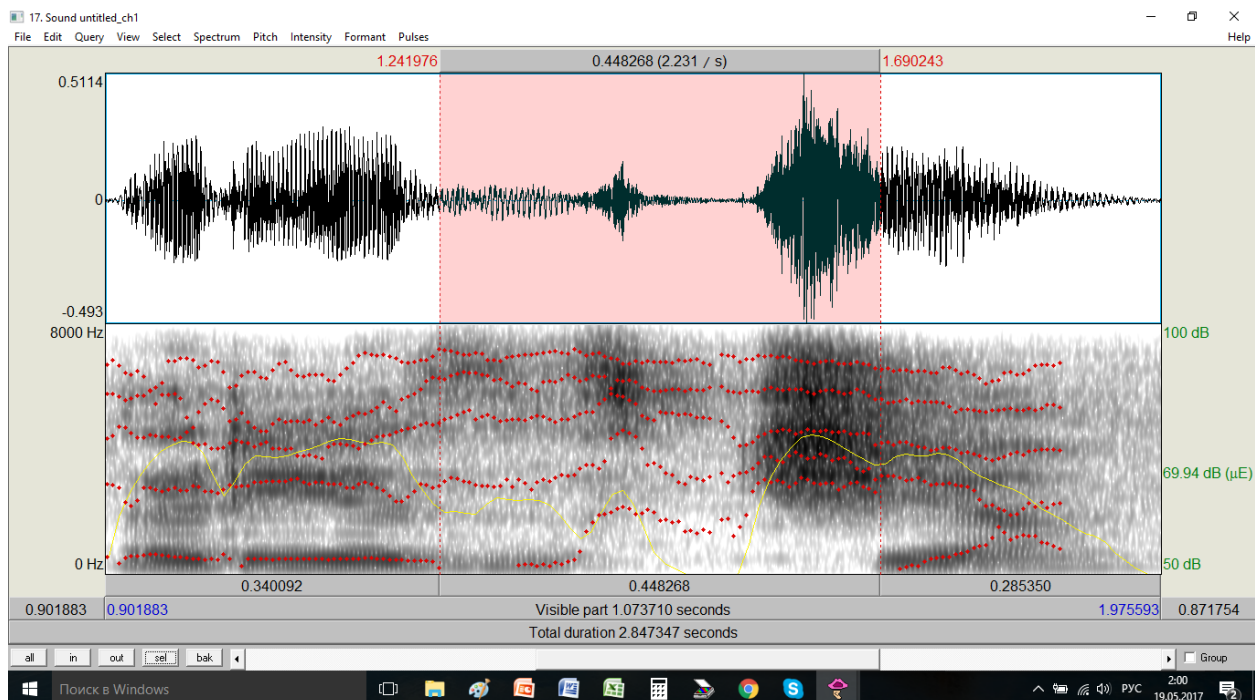 17. Sound untitled_ch1
File Edit Query View Select Spectrum Pitch Intensity Formant Pulses Help
1.241976 0.448268 (2.231 / s) 1.690243
0.5114
0
-0.493
8000 Hz 100 dB
69.94 dB (µE)
0 Hz 50 dB
0.340092 0.448268 0.285350
0.901883 0.901883 Visible part 1.073710 seconds 1.975593 0.871754
Total duration 2.847347 seconds
all in out sel bak Group
Поиск в Windows РУС 2:00
19.05.2017